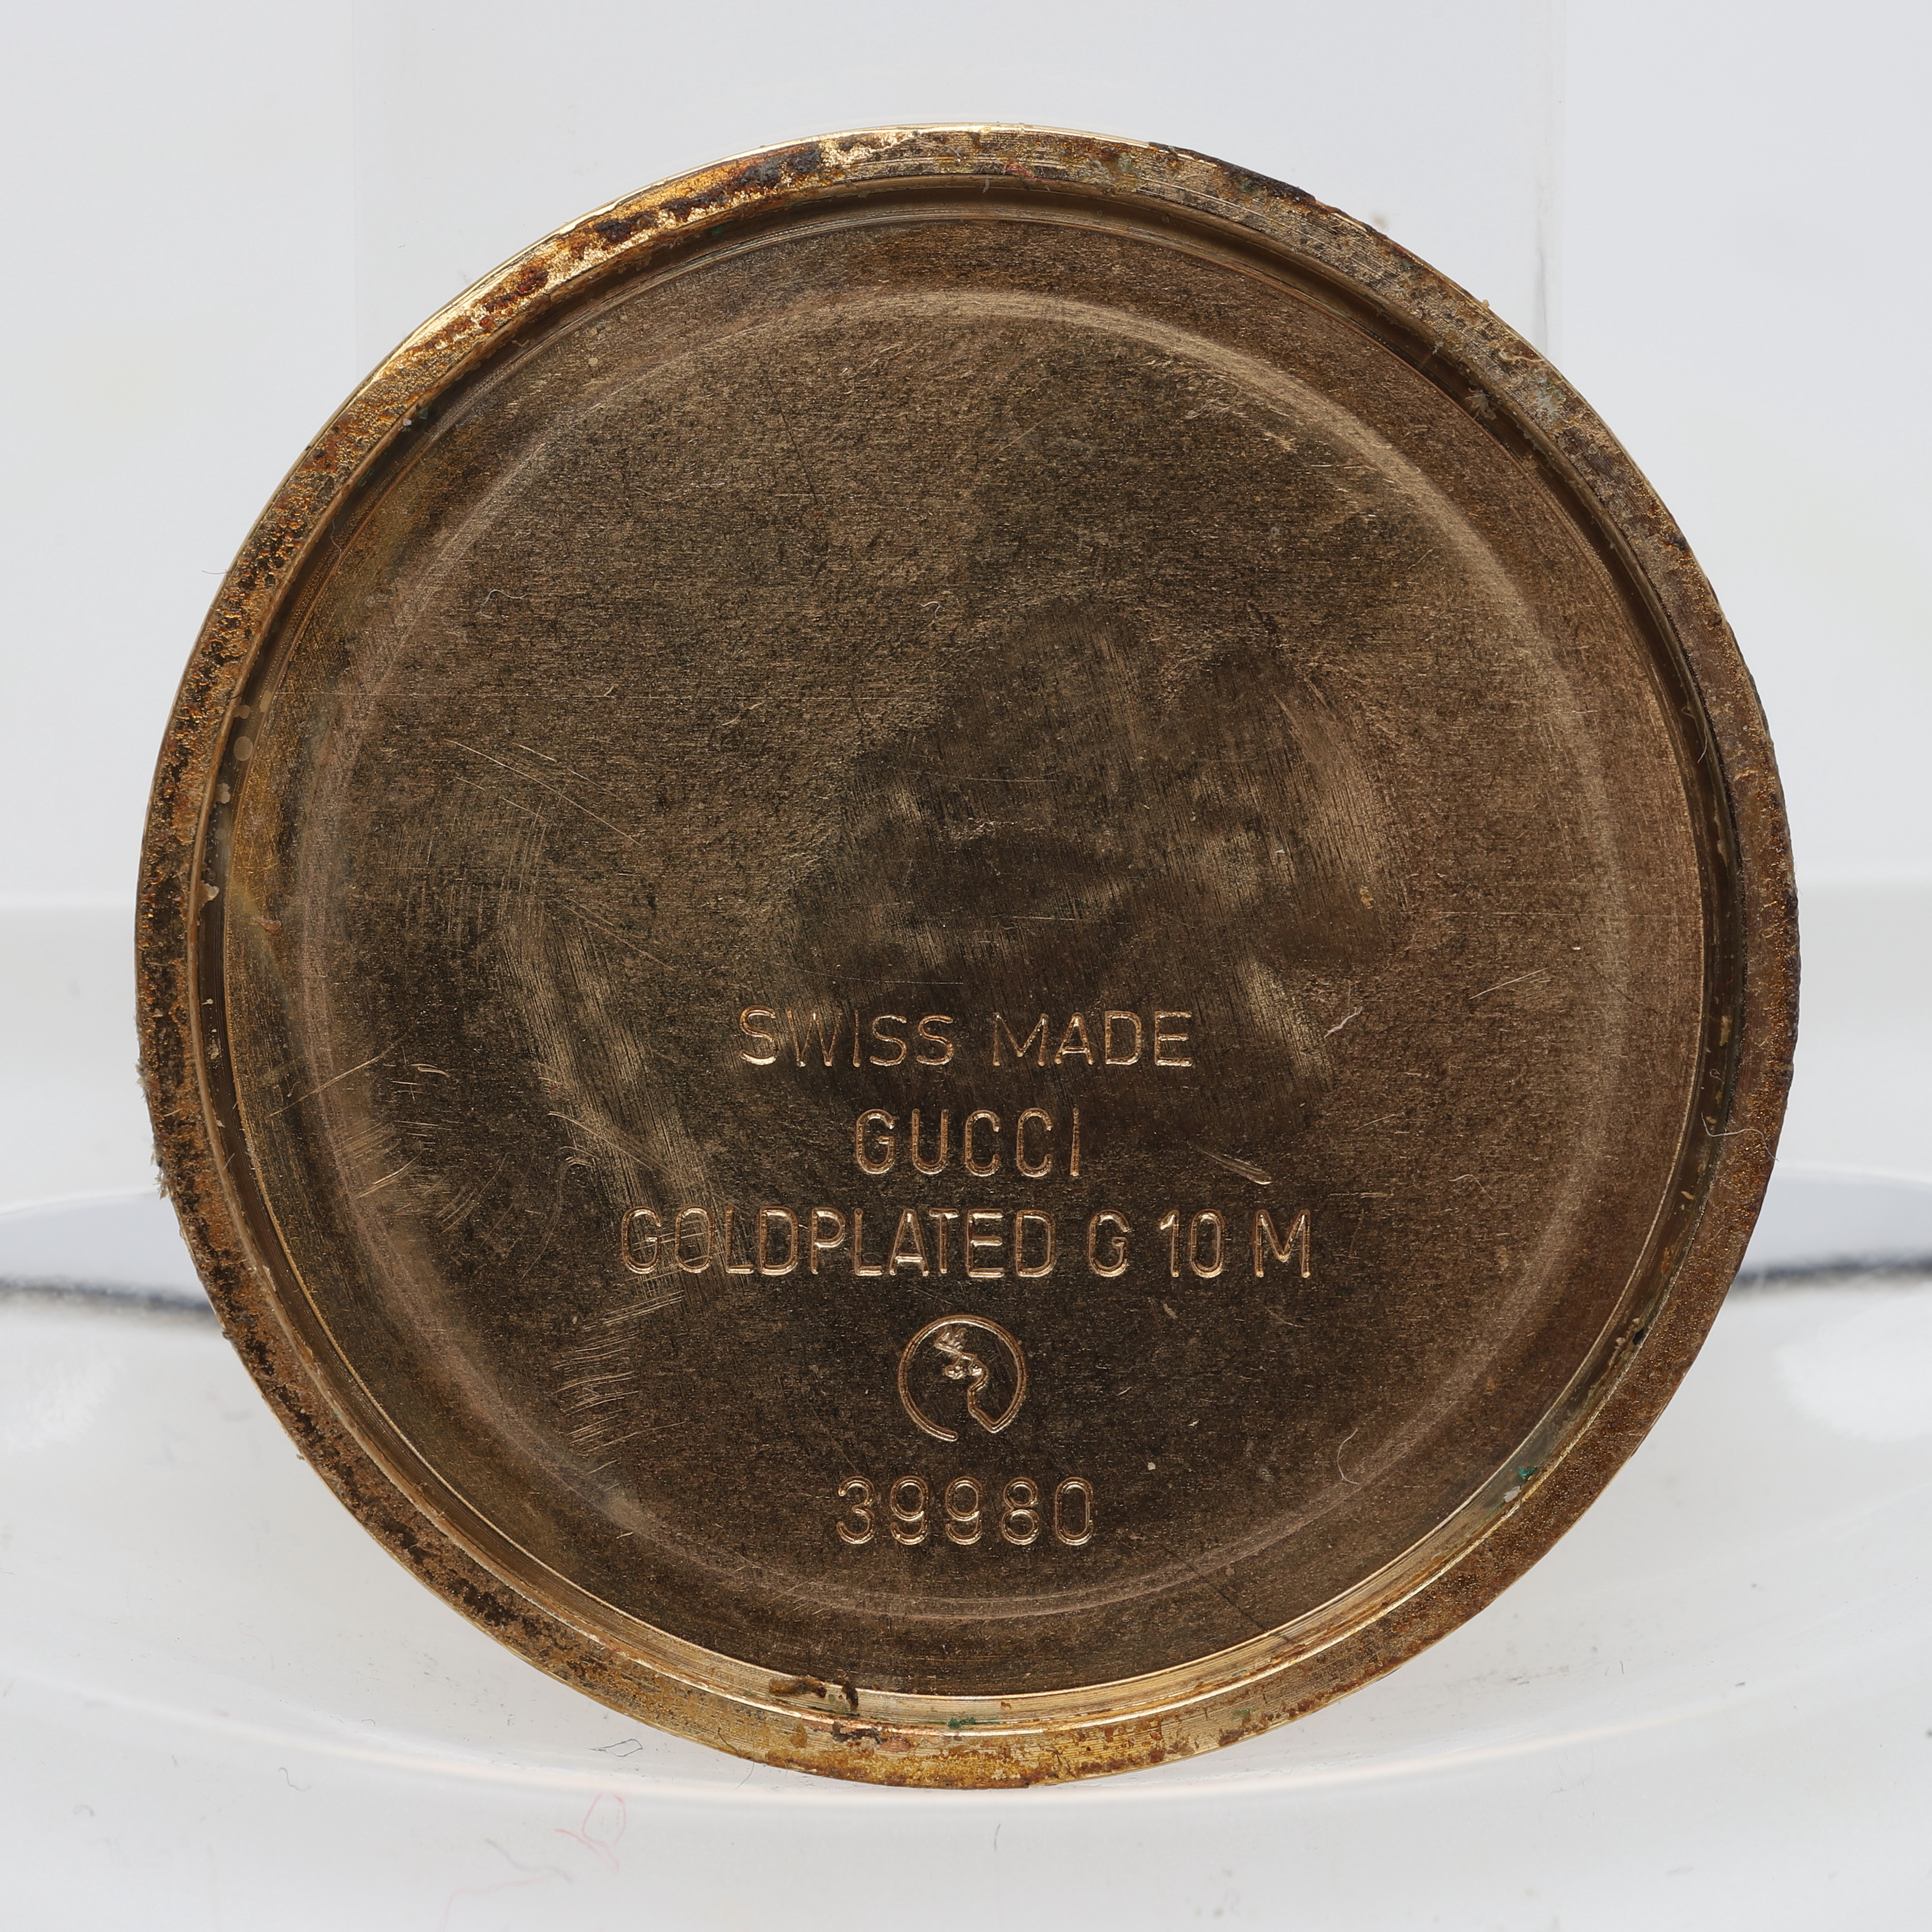 SWISS MADE
GUCCI
GOLDPLATED G 10 M
39980